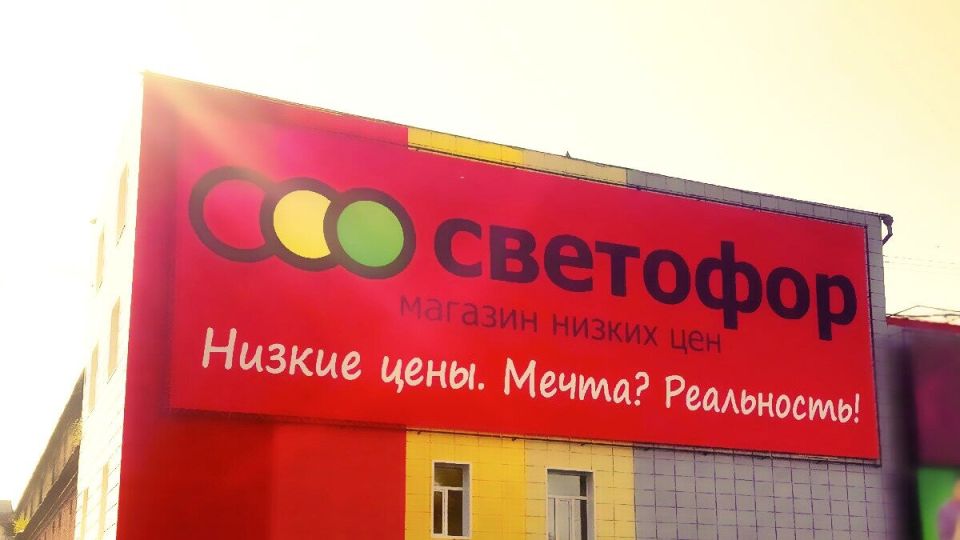 светофор
магазин низких цен
Низкие цены. Мечта? Реальность!